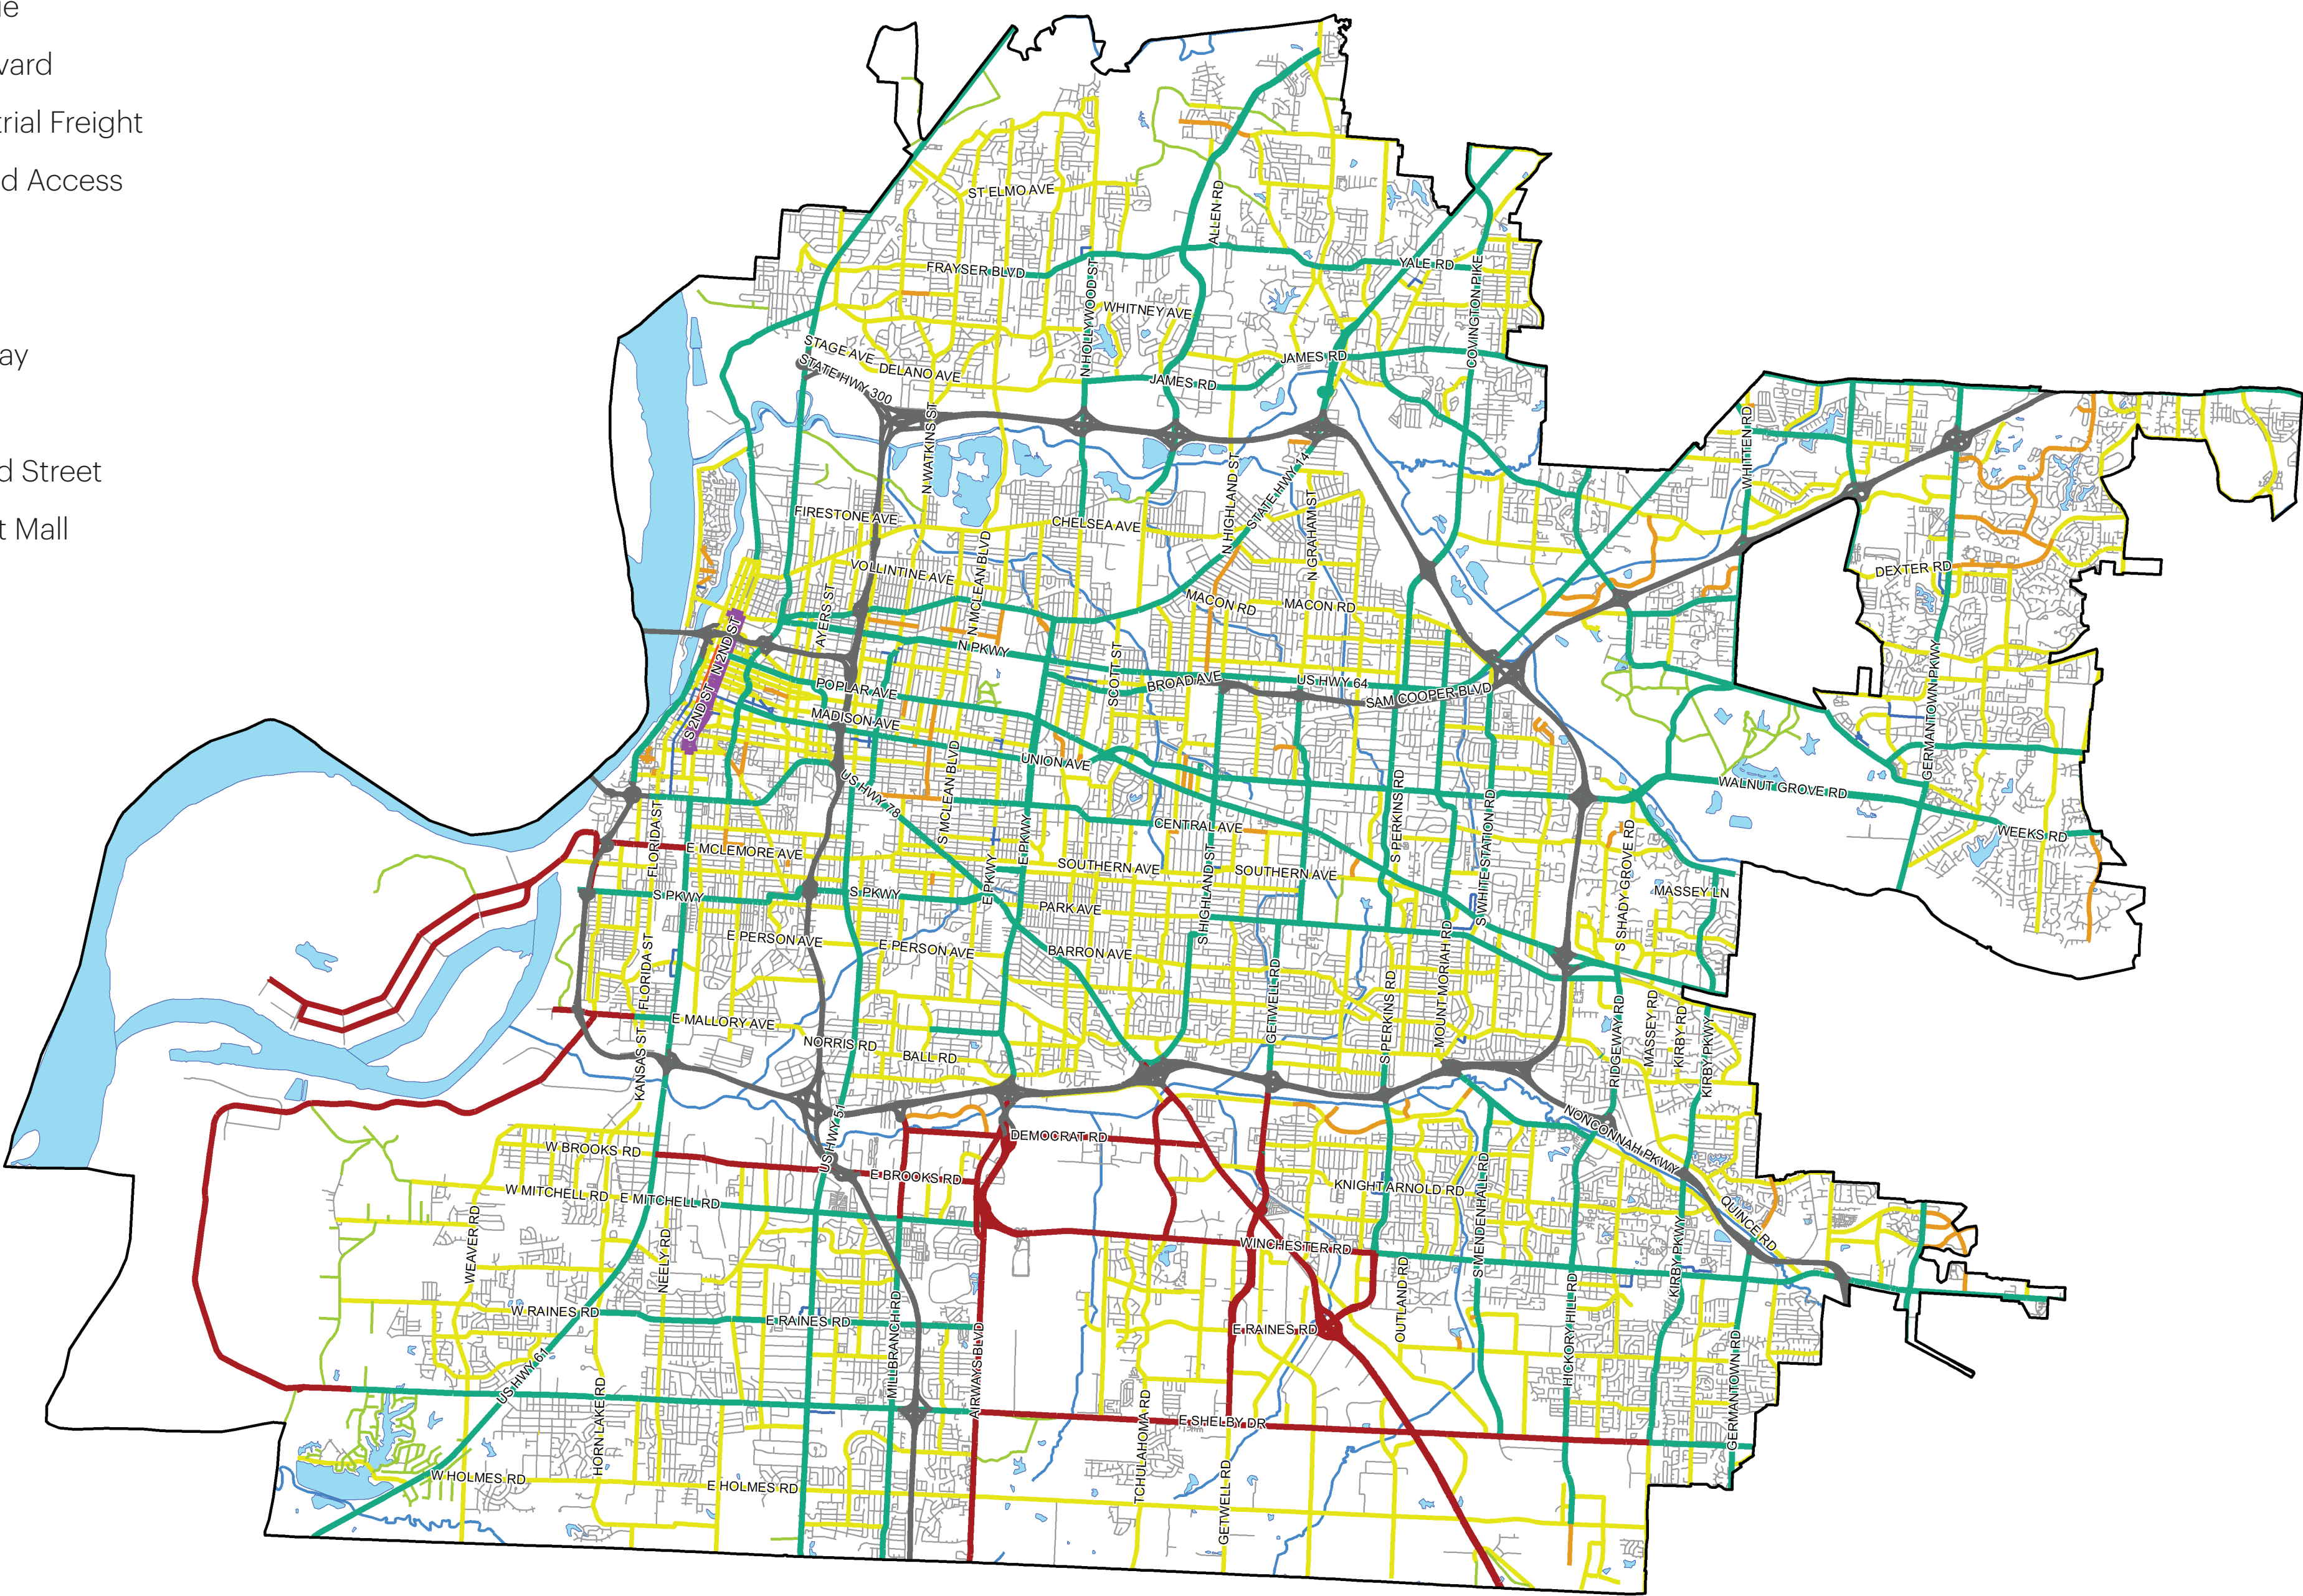 vard
trial Freight
d Access
ay
d Street
t Mall
ST ELMO AVE
ALLEN RD
FRAYSER BLVD
YALE RD
N HOLLYWOOD ST
COVINGTON PIKE
WHITNEY AVE
STAGE AVE
STATE HWY 300
DELANO AVE
JAMES RD
JAMES RD
N WATKINS ST
WHITTEN RD
N HIGHLAND ST
STATE HWY 14
N GRAHAM ST
FIRESTONE AVE
CHELSEA AVE
VOLLINTINE AVE
N MCLEAN BLVD
DEXTER RD
AYERS ST
MACON RD
MACON RD
N 2ND ST
N PKWY
SCOTT ST
BROAD AVE
US HWY 64
SAM COOPER BLVD
GERMANTOWN PKWY
POPLAR AVE
S 2ND ST
MADISON AVE
UNION AVE
S MCLEAN BLVD
US HWY 78
S PERKINS RD
S WHITE STATION RD
WALNUT GROVE RD
WEEKS RD
FLORIDA ST
E PKWY
CENTRAL AVE
E MCLEMORE AVE
SOUTHERN AVE
SOUTHERN AVE
S HIGHLAND ST
S SHADY GROVE RD
MASSEY LN
S PKWY
S PKWY
E PKWY
PARK AVE
E PERSON AVE
E PERSON AVE
BARRON AVE
MOUNT MORIAH RD
FLORIDA ST
GETWELL RD
S PERKINS RD
E MALLORY AVE
KANSAS ST
NORRIS RD
BALL RD
RIDGEWAY RD
MASSEY RD
KIRBY RD
KIRBY PKWY
US HWY 51
NONCONNAH PKWY
DEMOCRAT RD
W BROOKS RD
E BROOKS RD
W MITCHELL RD
E MITCHELL RD
KNIGHT ARNOLD RD
S MENDENHALL RD
QUINCE RD
WEAVER RD
NEELY RD
WINCHESTER RD
KIRBY PKWY
OUTLAND RD
W RAINES RD
E RAINES RD
E RAINES RD
MILLBRANCH RD
AIRWAYS BLVD
HICKORY HILL RD
GERMANTOWN RD
US HWY 61
HORN LAKE RD
TCHULAHOMA RD
E SHELBY DR
W HOLMES RD
E HOLMES RD
GETWELL RD